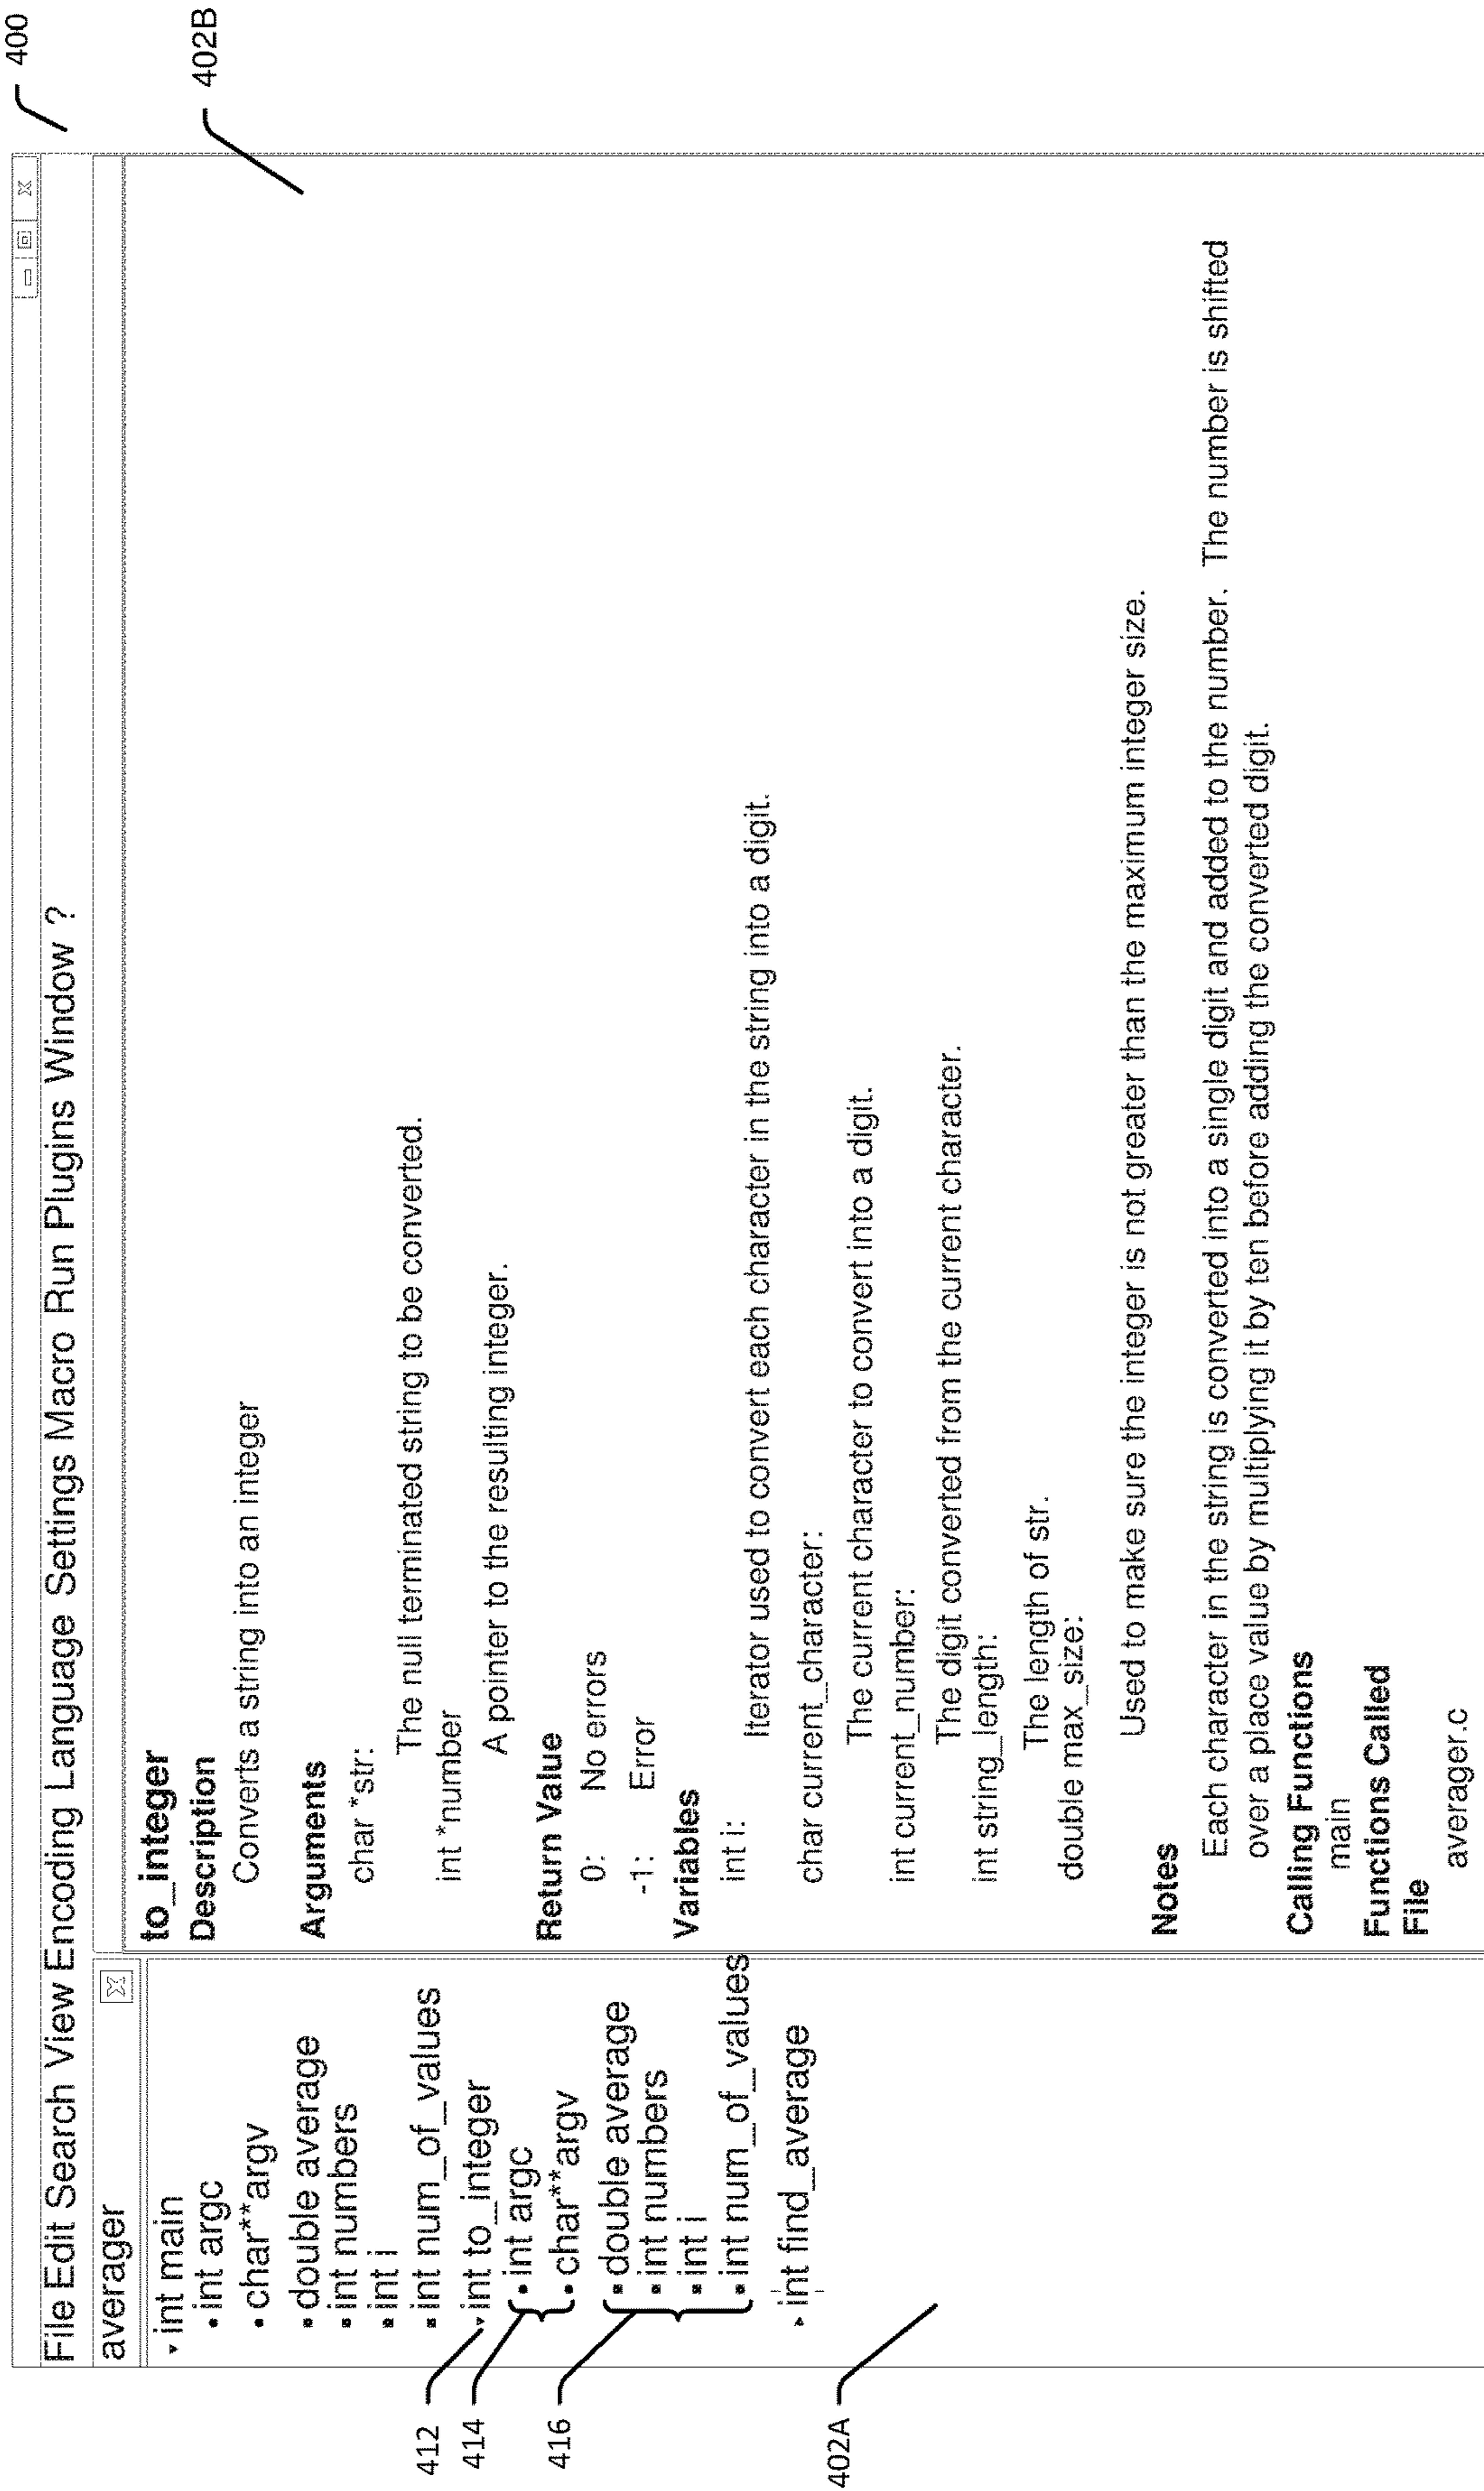 400
File Edit Search View Encoding Language Settings Macro Run Plugins Window ?
averager
X
402B
int main
int argc
char**argv
double average
int numbers
int i
int num_of_values
412
int to_integer
414
int argc
char**argv
416
double average
int numbers
int i
int num_of_values
int find_average
402A
to_integer
Description
Converts a string into an integer
Arguments
char *str:
The null terminated string to be converted.
int *number
A pointer to the resulting integer.
Return Value
0: No errors
-1: Error
Variables
int i:
Iterator used to convert each character in the string into a digit.
char current_character:
The current character to convert into a digit.
int current_number:
The digit converted from the current character.
int string_length:
The length of str.
double max_size:
Used to make sure the integer is not greater than the maximum integer size.
Notes
Each character in the string is converted into a single digit and added to the number. The number is shifted
over a place value by multiplying it by ten before adding the converted digit.
Calling Functions
main
Functions Called
File
averager.c